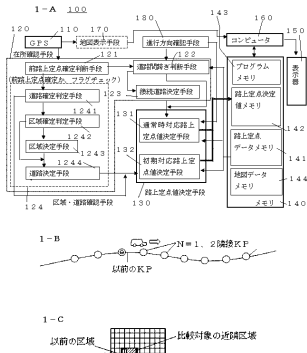 1-A 100
120 110 170 180 143 160 150
GPS
地図表示手段
進行方向確認手段
コンピュータ
表示器
在所確認手段
121
前路上定点確定判断手段
(前路上定点確定か、フラグチェック)
道路確定判定手段
1241
区域確定判定手段
1242
区域決定手段
1243
1244
道路決定手段
124
区域・道路確認手段
122
道路間隔き判断手段
123
接続道路決定手段
131
通常時対応路上定点値決定手段
132
初期対応路上定点値決定手段
130
路上定点値決定手段
プログラムメモリ
路上定点決定値メモリ
142
路上定点データメモリ
141
144
地図データメモリ
メモリ 140
1-B
N=1,2隣接KP
以前のKP
1-C
以前の区域
比較対象の近隣区域